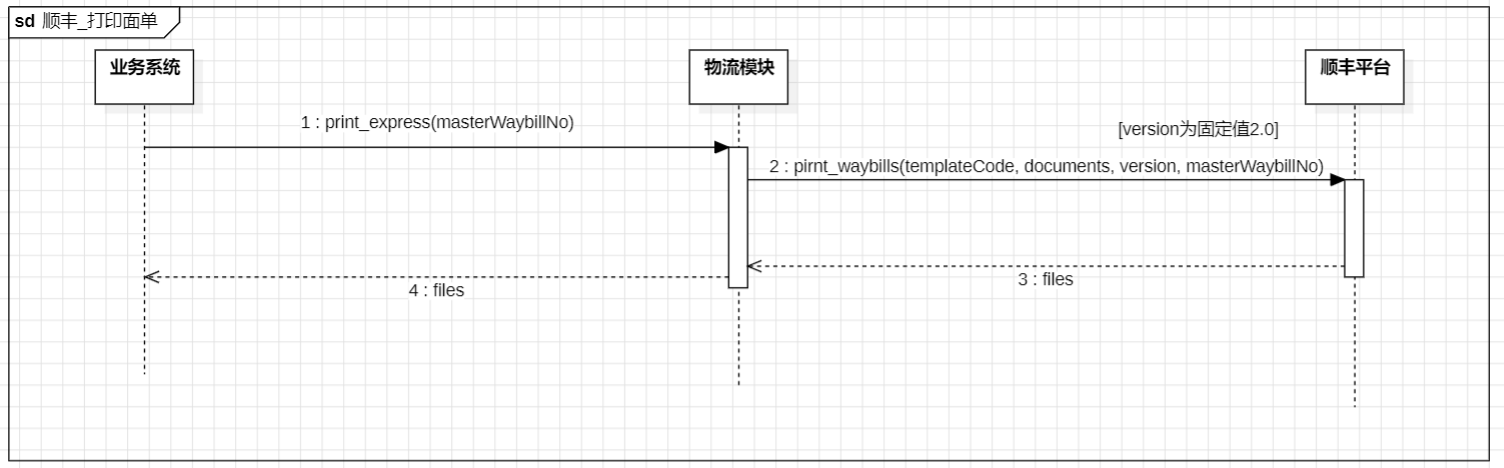 sd 顺丰_打印面单
业务系统
物流模块
顺丰平台
1 : print_express(masterWaybillNo)
[version为固定值2.0]
2 : pirnt_waybills(templateCode, documents, version, masterWaybillNo)
3 : files
4 : files